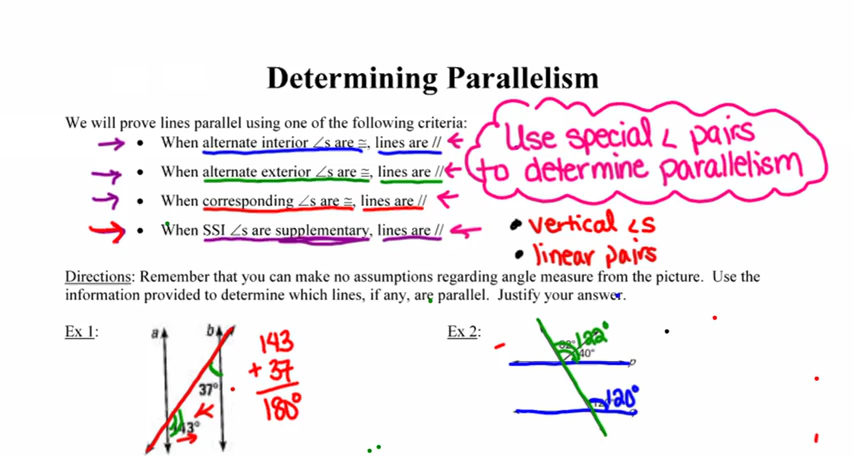 Determining Parallelism
We will prove lines parallel using one of the following criteria:
• When alternate interior ∠s are ≅, lines are //
• When alternate exterior ∠s are ≅, lines are //
• When corresponding ∠s are ≅, lines are //
• When SSI ∠s are supplementary, lines are //
Use special ∠ pairs
to determine parallelism
• vertical ∠s
• linear pairs
Directions: Remember that you can make no assumptions regarding angle measure from the picture. Use the
information provided to determine which lines, if any, are parallel. Justify your answer.
Ex 1:
a
b
37°
143
+ 37
180°
Ex 2:
122°
40°
120°